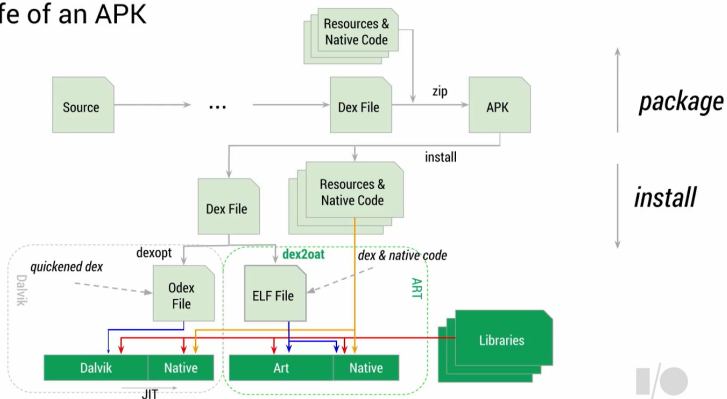 fe of an APK
Resources &
Native Code
Source
...
Dex File
zip
APK
package
install
Resources &
Native Code
Dex File
install
dexopt
dex2oat
dex & native code
quickened dex
Dalvik
Odex
File
ELF File
ART
Libraries
Dalvik
Native
Art
Native
JIT
I/O